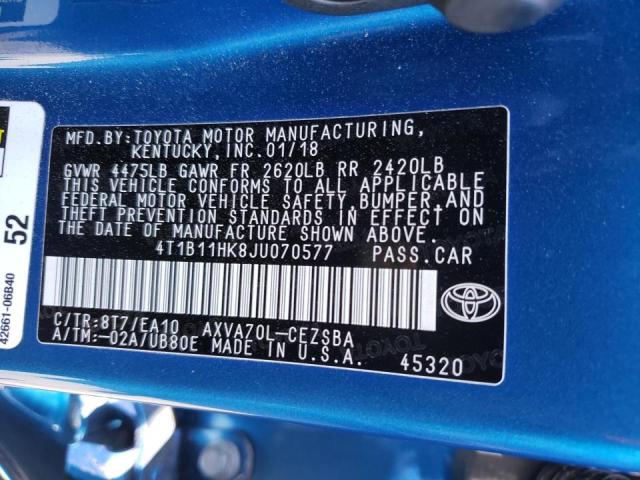 MFD.BY:TOYOTA MOTOR MANUFACTURING,
KENTUCKY,INC.01/18
GVWR 4475LB GAWR FR 2620LB RR 2420LB
THIS VEHICLE CONFORMS TO ALL APPLICABLE
FEDERAL MOTOR VEHICLE SAFETY,BUMPER,AND
THEFT PREVENTION STANDARDS IN EFFECT ON
THE DATE OF MANUFACTURE SHOWN ABOVE.
4T1B11HK8JU070577 PASS.CAR
C/TR:8T7/EA10 AXVA70L-CEZSBA
A/TM:-02A/UB80E MADE IN U.S.A.
45320
52
42661-06B40